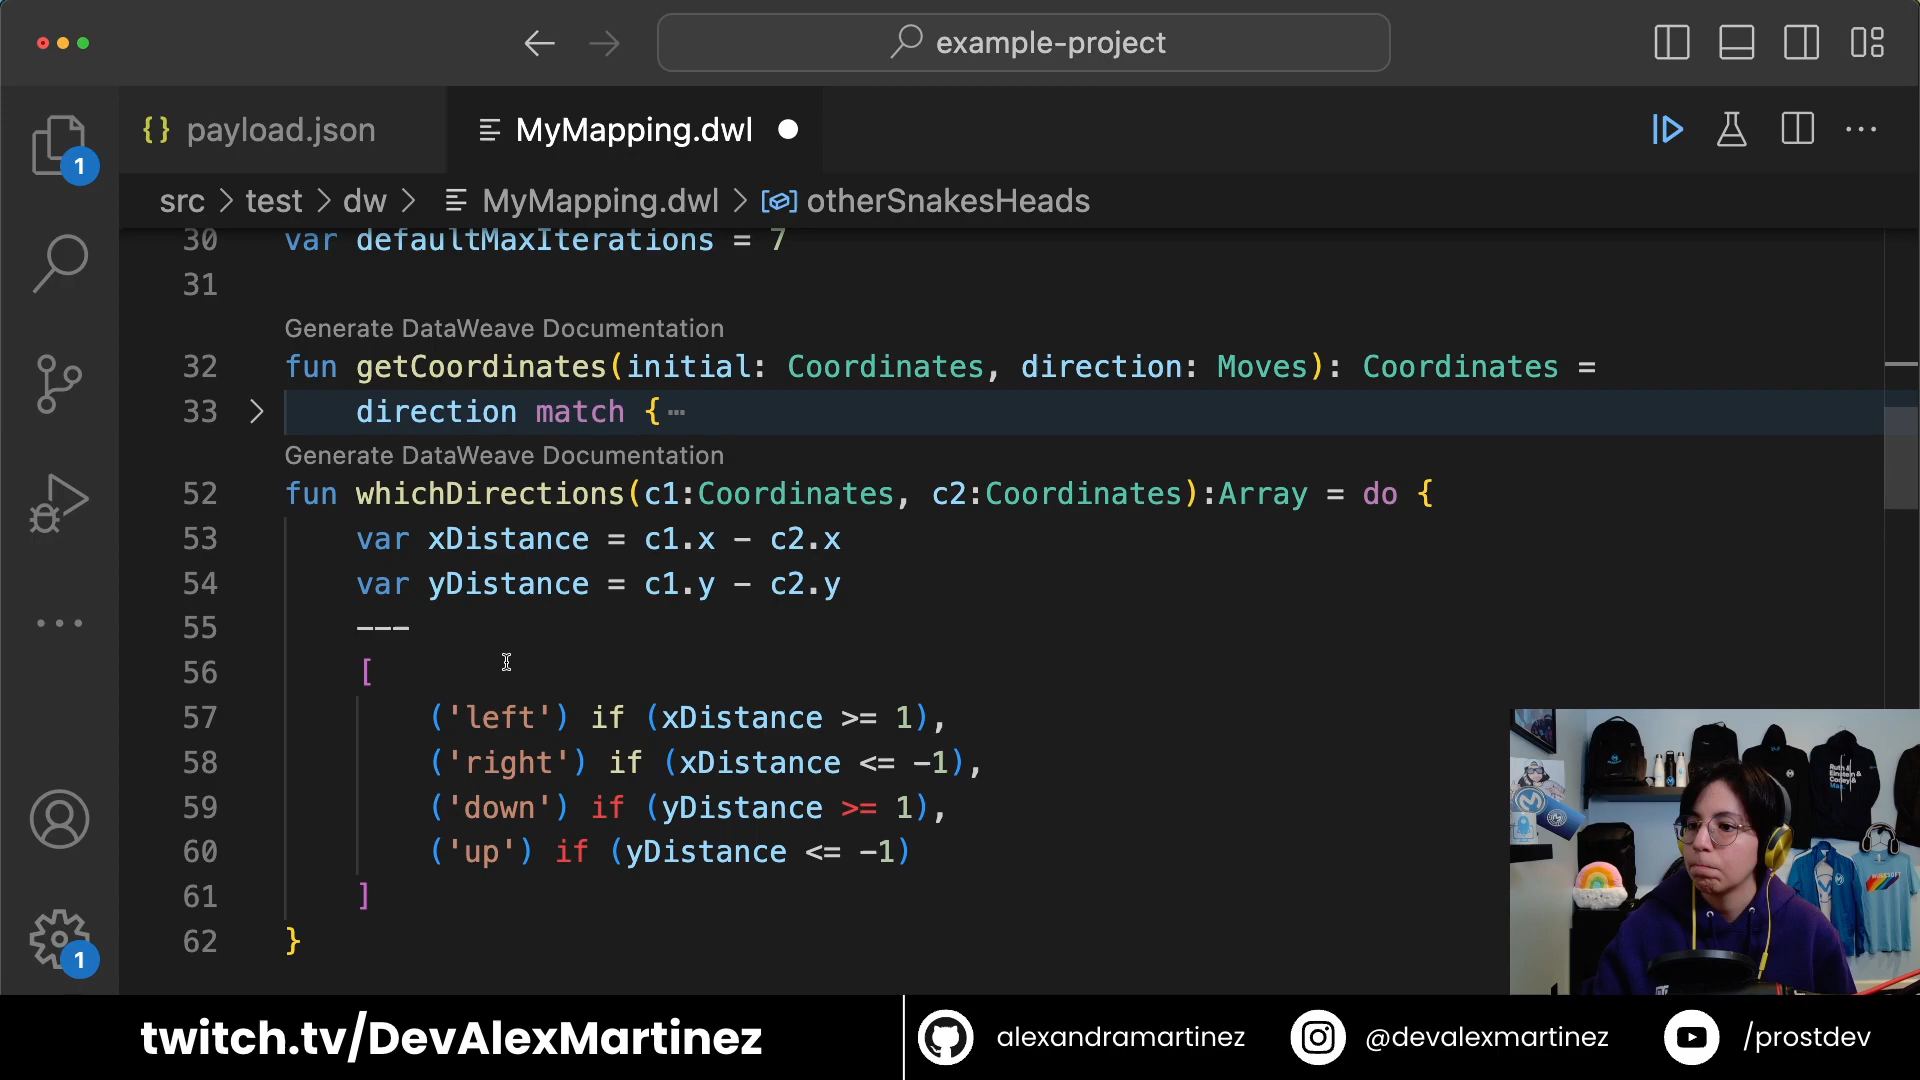 example-project
{} payload.json
MyMapping.dwl
1
src > test > dw > MyMapping.dwl > otherSnakesHeads
30 var defaultMaxIterations = 7
31
Generate DataWeave Documentation
32 fun getCoordinates(initial: Coordinates, direction: Moves): Coordinates =
33 > direction match { ⋯
Generate DataWeave Documentation
52 fun whichDirections(c1:Coordinates, c2:Coordinates):Array = do {
53 var xDistance = c1.x - c2.x
54 var yDistance = c1.y - c2.y
55 ---
56 [
57 ('left') if (xDistance >= 1),
58 ('right') if (xDistance <= -1),
59 ('down') if (yDistance >= 1),
60 ('up') if (yDistance <= -1)
61 ]
62 }
1
twitch.tv/DevAlexMartinez
alexandramartinez
@devalexmartinez
/prostdev